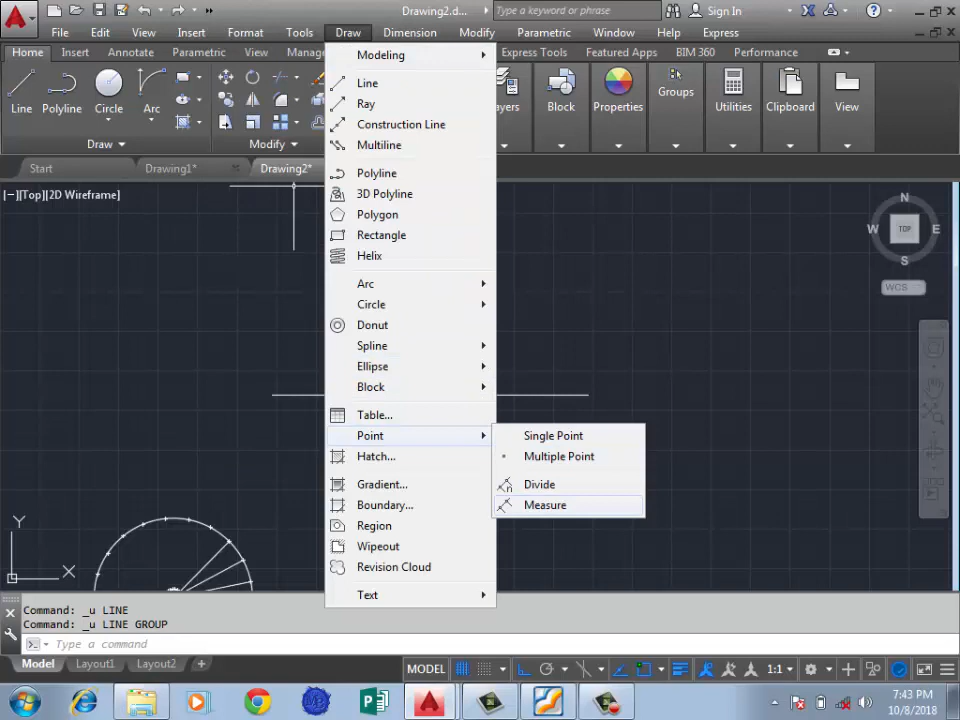 Drawing2.d...
Type a keyword or phrase
Sign In
File Edit View Insert Format Tools Draw Dimension Modify Parametric Window Help Express
Home Insert Annotate Parametric View Manag Express Tools Featured Apps BIM 360 Performance
Line Polyline Circle Arc
ayers Block Properties Groups Utilities Clipboard View
Draw Modify
Start Drawing1* Drawing2*
[−][Top][2D Wireframe]
Modeling
Line
Ray
Construction Line
Multiline
Polyline
3D Polyline
Polygon
Rectangle
Helix
Arc
Circle
Donut
Spline
Ellipse
Block
Table...
Point
Hatch...
Gradient...
Boundary...
Region
Wipeout
Revision Cloud
Text
Single Point
Multiple Point
Divide
Measure
N
W TOP E
S
WCS
Y
X
Command: _u LINE
Command: _u LINE GROUP
Type a command
Model Layout1 Layout2 +
MODEL 1:1
7:43 PM
10/8/2018